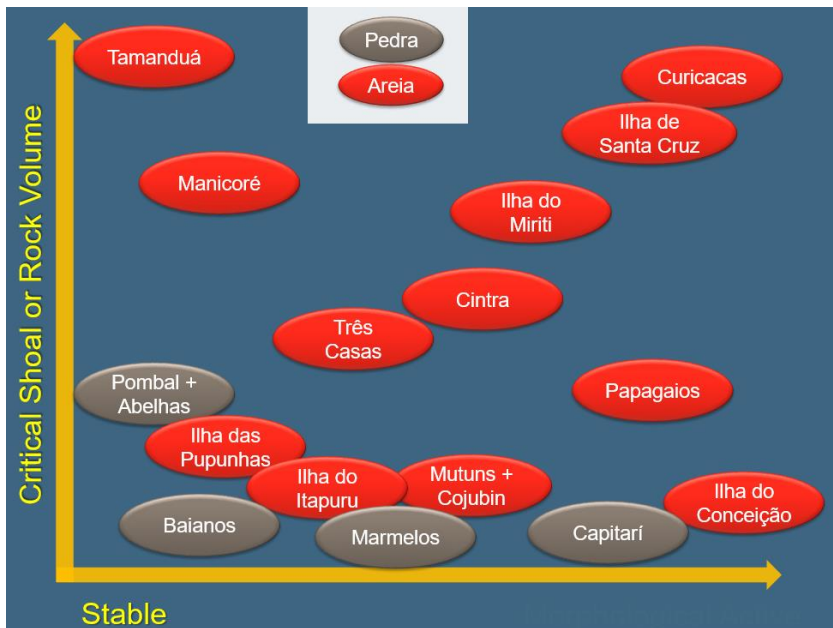 Critical Shoal or Rock Volume
Pedra
Areia
Tamanduá
Curicacas
Ilha de
Santa Cruz
Manicoré
Ilha do
Miriti
Cintra
Três
Casas
Pombal +
Abelhas
Papagaios
Ilha das
Pupunhas
Ilha do
Itapuru
Mutuns +
Cojubin
Ilha do
Conceição
Baianos
Marmelos
Capitarí
Stable